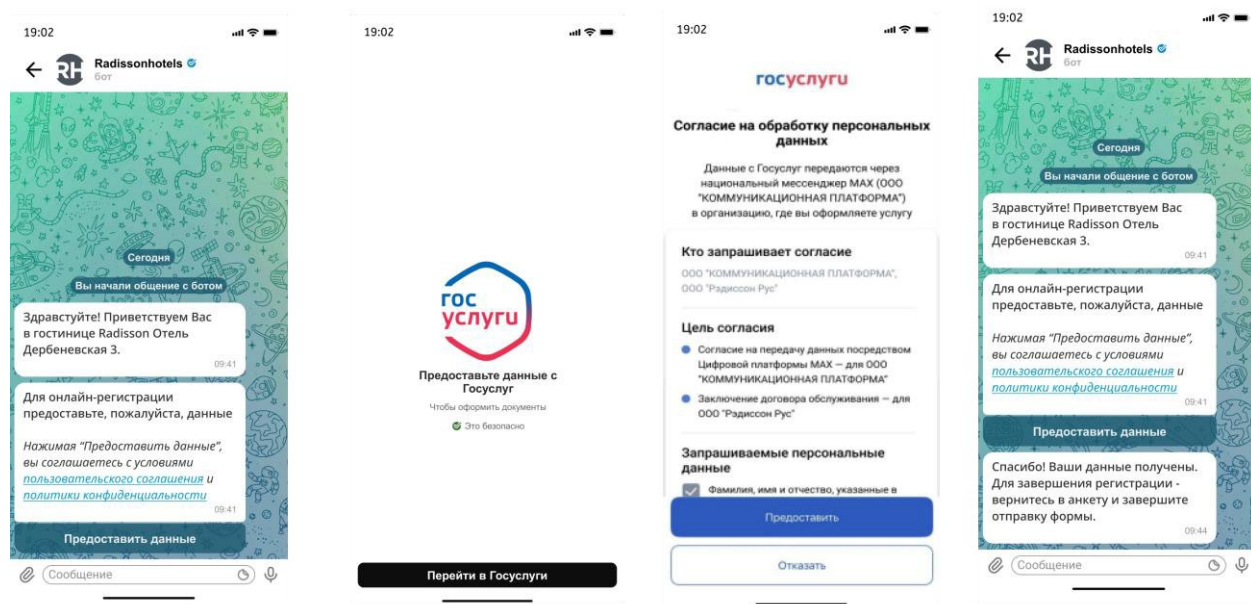 19:02
Radissonhotels
бот
Сегодня
Вы начали общение с ботом
Здравствуйте! Приветствуем Вас
в гостинице Radisson Отель
Дербеневская 3.
09:41
Для онлайн-регистрации
предоставьте, пожалуйста, данные
Нажимая “Предоставить данные”,
вы соглашаетесь с условиями
пользовательского соглашения и
политики конфиденциальности
09:41
Предоставить данные
Сообщение
19:02
гос
услуги
Предоставьте данные с
Госуслуг
Чтобы оформить документы
Это безопасно
Перейти в Госуслуги
19:02
госуслуги
Согласие на обработку персональных
данных
Данные с Госуслуг передаются через
национальный мессенджер MAX (ООО
"КОММУНИКАЦИОННАЯ ПЛАТФОРМА")
в организацию, где вы оформляете услугу
Кто запрашивает согласие
ООО "КОММУНИКАЦИОННАЯ ПЛАТФОРМА",
ООО "Рэдиссон Рус"
Цель согласия
Согласие на передачу данных посредством
Цифровой платформы MAX — для ООО
"КОММУНИКАЦИОННАЯ ПЛАТФОРМА"
Заключение договора обслуживания — для
ООО "Рэдиссон Рус"
Запрашиваемые персональные
данные
Фамилия, имя и отчество, указанные в
Предоставить
Отказать
19:02
RH
Radissonhotels
бот
Сегодня
Вы начали общение с ботом
Здравствуйте! Приветствуем Вас
в гостинице Radisson Отель
Дербеневская 3.
09:41
Для онлайн-регистрации
предоставьте, пожалуйста, данные
Нажимая “Предоставить данные”,
вы соглашаетесь с условиями
пользовательского соглашения и
политики конфиденциальности
09:41
Предоставить данные
Спасибо! Ваши данные получены.
Для завершения регистрации -
вернитесь в анкету и завершите
отправку формы.
09:44
Сообщение